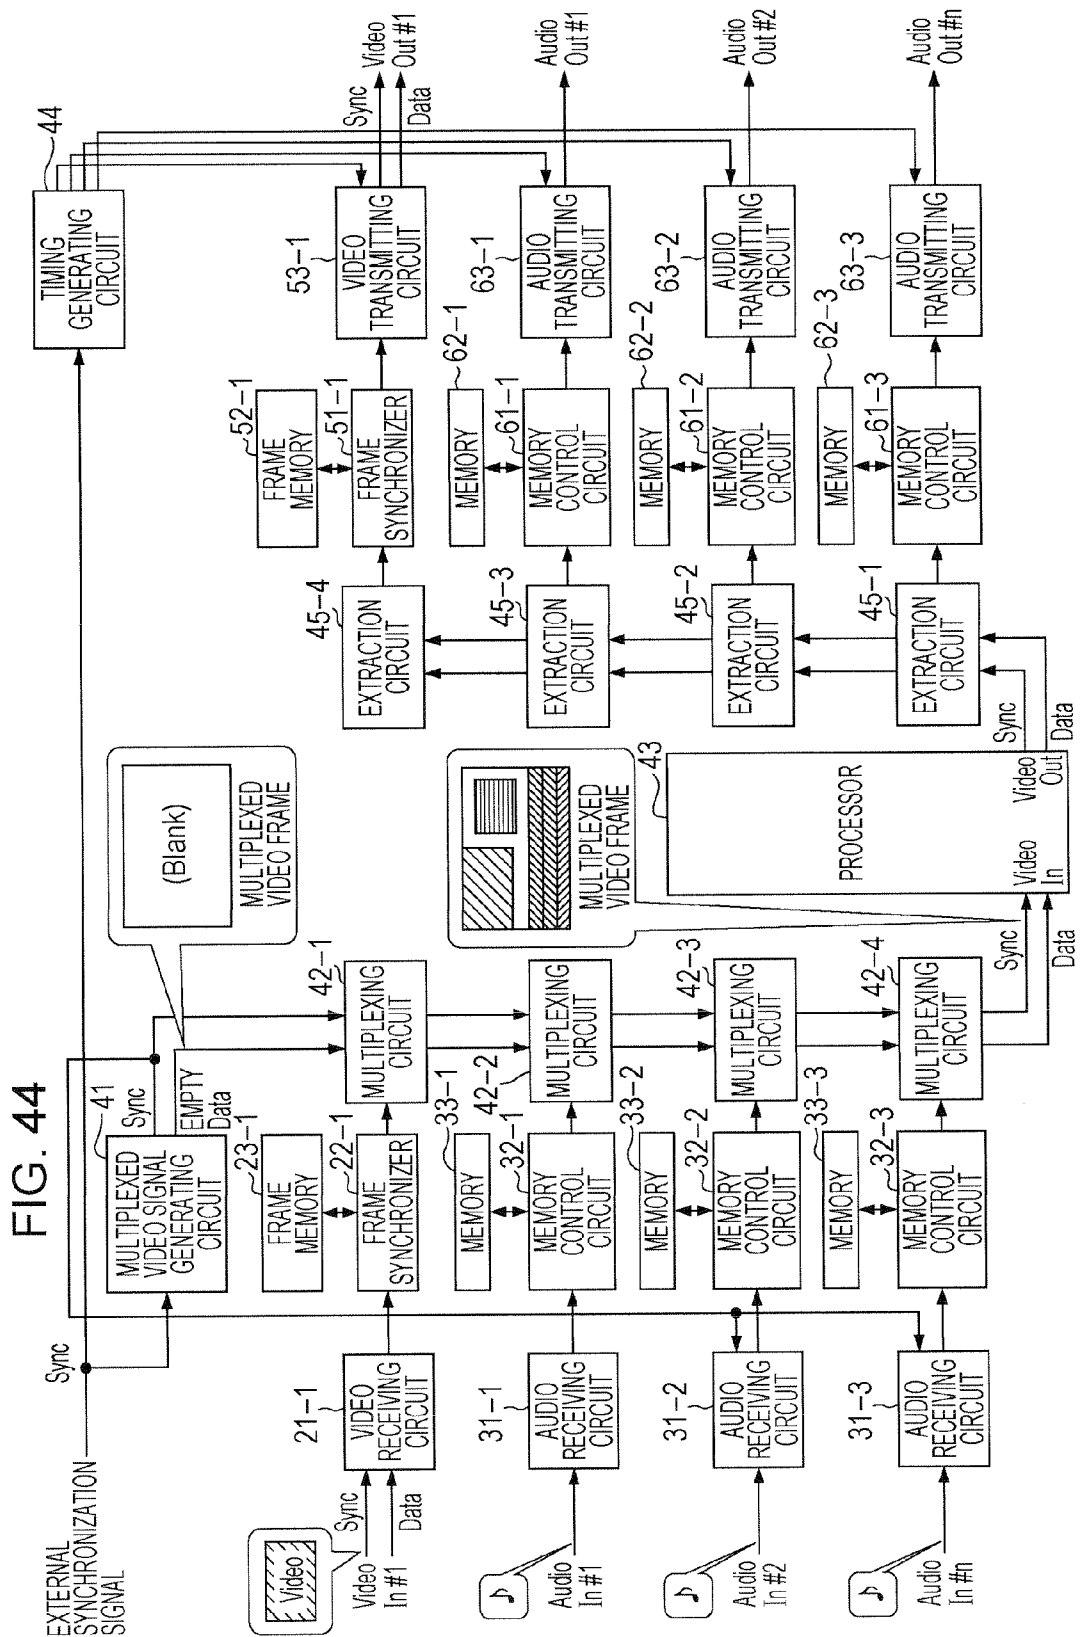 FIG. 44
EXTERNAL
SYNCHRONIZATION
SIGNAL
Sync
41
MULTIPLEXED
VIDEO SIGNAL
GENERATING
CIRCUIT
Sync
EMPTY
Data
(Blank)
MULTIPLEXED
VIDEO FRAME
44
TIMING
GENERATING
CIRCUIT
Video
Video
In #1
Sync
Data
21-1
VIDEO
RECEIVING
CIRCUIT
23-1
FRAME
MEMORY
22-1
FRAME
SYNCHRONIZER
42-1
MULTIPLEXING
CIRCUIT
45-4
EXTRACTION
CIRCUIT
52-1
FRAME
MEMORY
51-1
FRAME
SYNCHRONIZER
53-1
VIDEO
TRANSMITTING
CIRCUIT
Sync
Data
Video
Out #1
♪
Audio
In #1
31-1
AUDIO
RECEIVING
CIRCUIT
33-1
MEMORY
32-1
MEMORY
CONTROL
CIRCUIT
42-2
MULTIPLEXING
CIRCUIT
MULTIPLEXED
VIDEO FRAME
45-3
EXTRACTION
CIRCUIT
62-1
MEMORY
61-1
MEMORY
CONTROL
CIRCUIT
63-1
AUDIO
TRANSMITTING
CIRCUIT
Audio
Out #1
♪
Audio
In #2
31-2
AUDIO
RECEIVING
CIRCUIT
33-2
MEMORY
32-2
MEMORY
CONTROL
CIRCUIT
42-3
MULTIPLEXING
CIRCUIT
45-2
EXTRACTION
CIRCUIT
62-2
MEMORY
61-2
MEMORY
CONTROL
CIRCUIT
63-2
AUDIO
TRANSMITTING
CIRCUIT
Audio
Out #2
♪
Audio
In #n
31-3
AUDIO
RECEIVING
CIRCUIT
33-3
MEMORY
32-3
MEMORY
CONTROL
CIRCUIT
42-4
MULTIPLEXING
CIRCUIT
Sync
Data
43
PROCESSOR
Video
In
Video
Out
Sync
Data
45-1
EXTRACTION
CIRCUIT
62-3
MEMORY
61-3
MEMORY
CONTROL
CIRCUIT
63-3
AUDIO
TRANSMITTING
CIRCUIT
Audio
Out #n